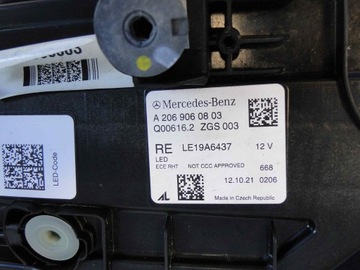 Mercedes-Benz
A 206 906 08 03
Q00616.2 ZGS 003
RE LE19A6437 12 V
LED
ECE RHT NOT CCC APPROVED 668
12.10.21 0206
AL Made in Czech Republic
LED-Code